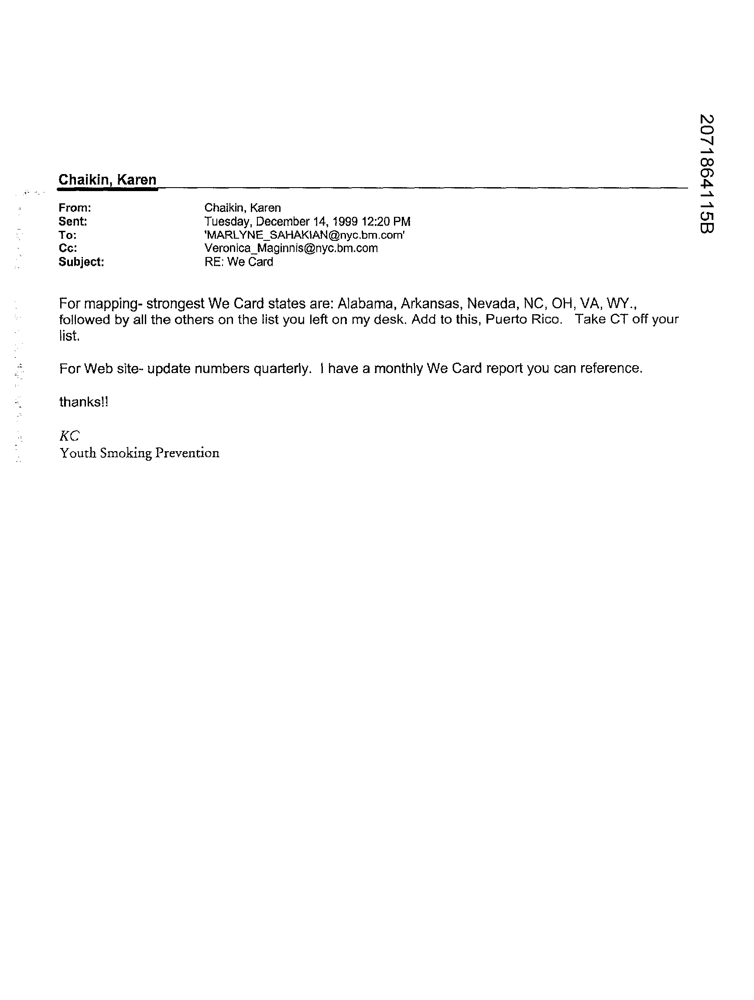 Chaikin, Karen
From: Chaikin, Karen
Sent: Tuesday, December 14, 1999 12:20 PM
To: 'MARLYNE_SAHAKIAN@nyc.bm.com'
Cc: Veronica_Maginnis@nyc.bm.com
Subject: RE: We Card
For mapping- strongest We Card states are: Alabama, Arkansas, Nevada, NC, OH, VA, WY.,
followed by all the others on the list you left on my desk. Add to this, Puerto Rico. Take CT off your
list.
For Web site- update numbers quarterly. I have a monthly We Card report you can reference.
thanks!!
KC
Youth Smoking Prevention
2071864115B